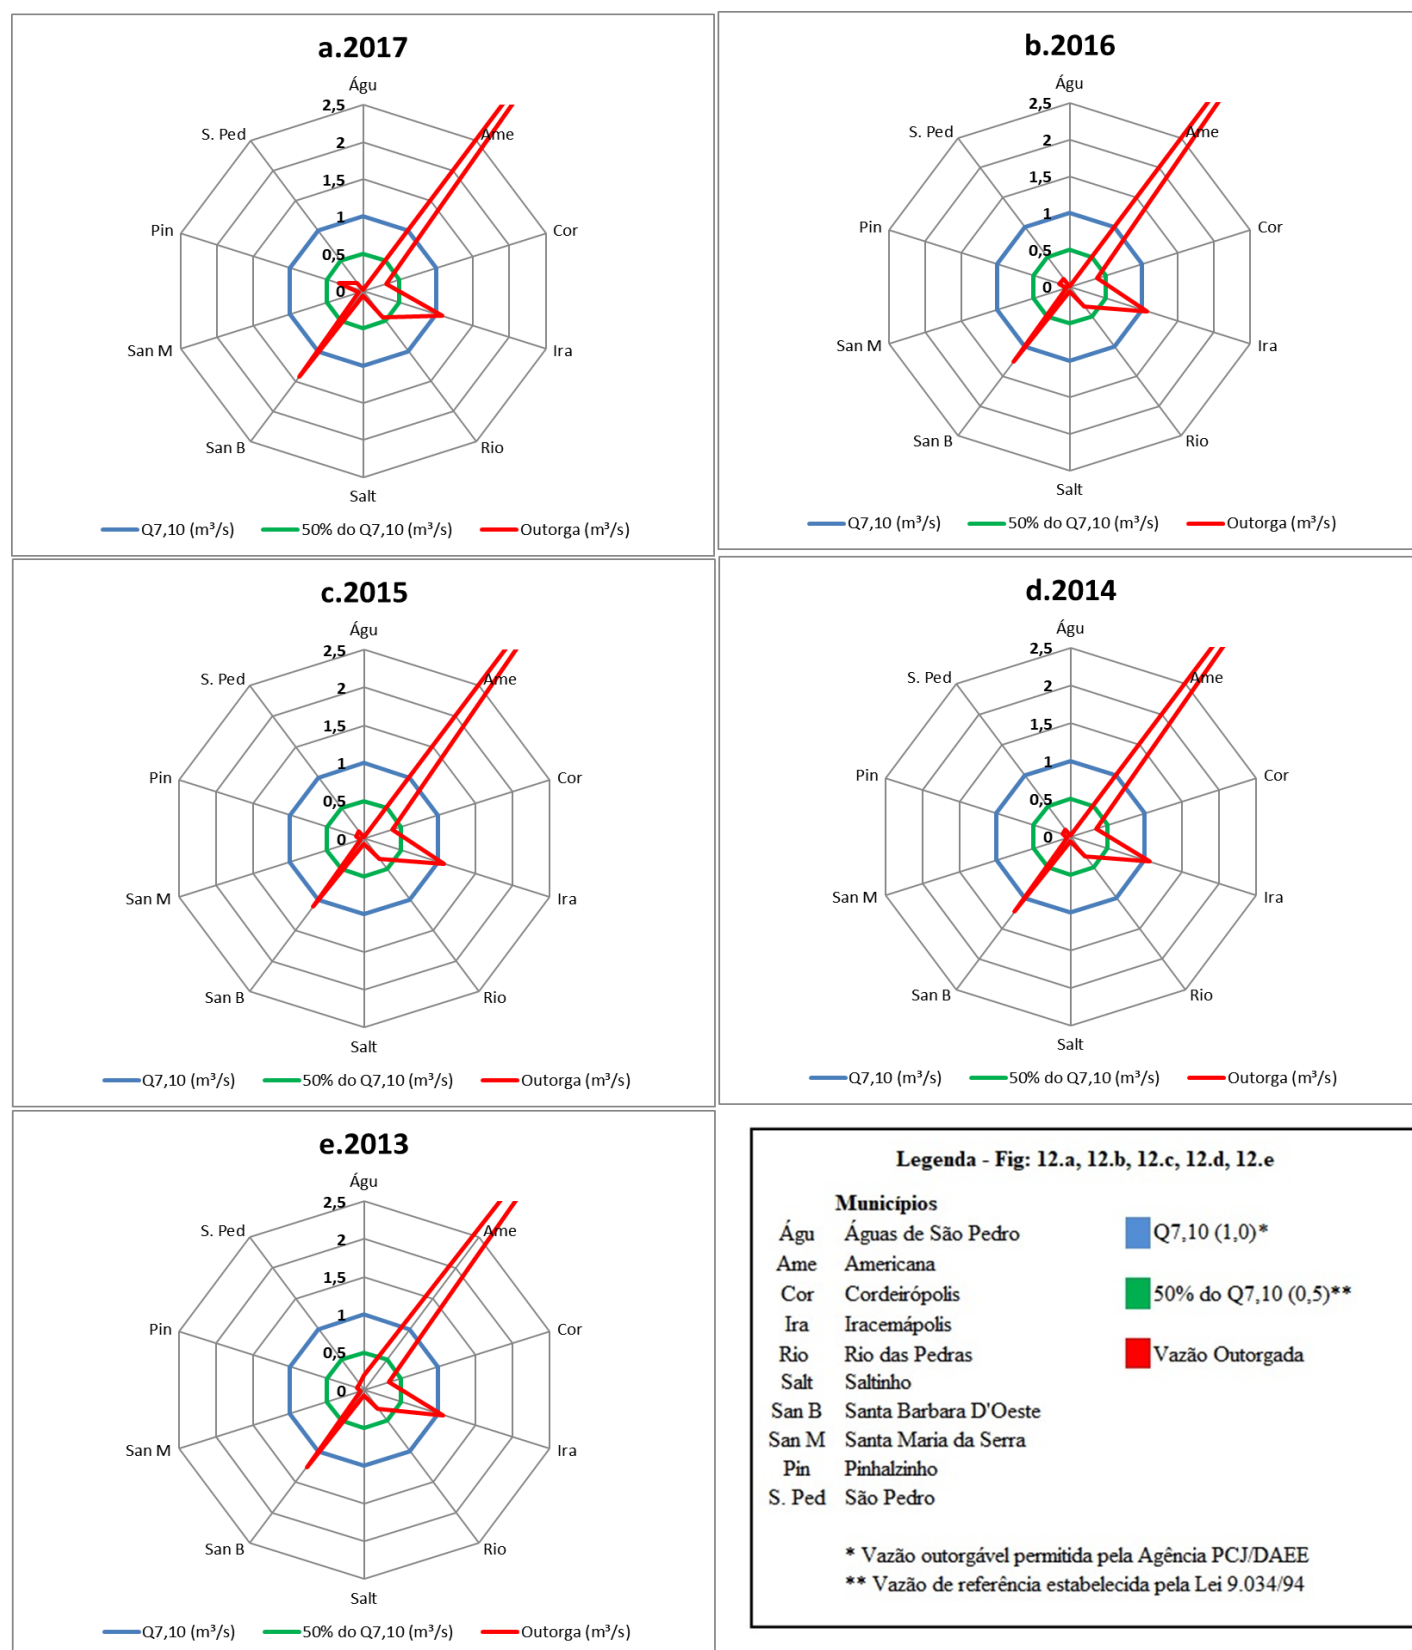 a.2017
Águ
Ame
Cor
Ira
Rio
Salt
San B
San M
Pin
S. Ped
2,5
2
1,5
1
0,5
0
Q7,10 (m³/s) 50% do Q7,10 (m³/s) Outorga (m³/s)
b.2016
Águ
Ame
Cor
Ira
Rio
Salt
San B
San M
Pin
S. Ped
2,5
2
1,5
1
0,5
0
Q7,10 (m³/s) 50% do Q7,10 (m³/s) Outorga (m³/s)
c.2015
Águ
Ame
Cor
Ira
Rio
Salt
San B
San M
Pin
S. Ped
2,5
2
1,5
1
0,5
0
Q7,10 (m³/s) 50% do Q7,10 (m³/s) Outorga (m³/s)
d.2014
Águ
Ame
Cor
Ira
Rio
Salt
San B
San M
Pin
S. Ped
2,5
2
1,5
1
0,5
0
Q7,10 (m³/s) 50% do Q7,10 (m³/s) Outorga (m³/s)
e.2013
Águ
Ame
Cor
Ira
Rio
Salt
San B
San M
Pin
S. Ped
2,5
2
1,5
1
0,5
0
Q7,10 (m³/s) 50% do Q7,10 (m³/s) Outorga (m³/s)
Legenda - Fig: 12.a, 12.b, 12.c, 12.d, 12.e
Municípios
Águ Águas de São Pedro
Ame Americana
Cor Cordeirópolis
Ira Iracemápolis
Rio Rio das Pedras
Salt Saltinho
San B Santa Barbara D'Oeste
San M Santa Maria da Serra
Pin Pinhalzinho
S. Ped São Pedro
Q7,10 (1,0)*
50% do Q7,10 (0,5)**
Vazão Outorgada
* Vazão outorgável permitida pela Agência PCJ/DAEE
** Vazão de referência estabelecida pela Lei 9.034/94